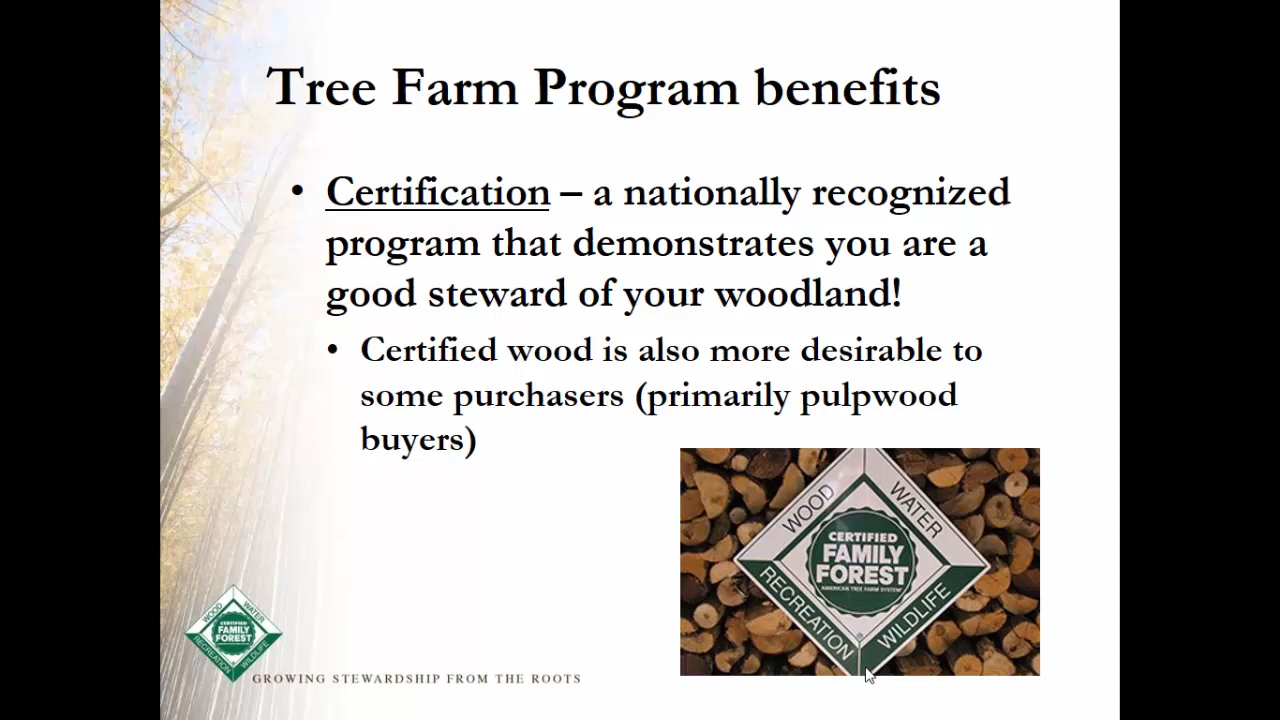 Tree Farm Program benefits
• Certification – a nationally recognized
program that demonstrates you are a
good steward of your woodland!
• Certified wood is also more desirable to
some purchasers (primarily pulpwood
buyers)
WOOD
WATER
CERTIFIED
FAMILY
FOREST
AMERICAN TREE FARM SYSTEM
RECREATION
WILDLIFE
WOOD
WATER
CERTIFIED
FAMILY
FOREST
RECREATION
WILDLIFE
GROWING STEWARDSHIP FROM THE ROOTS